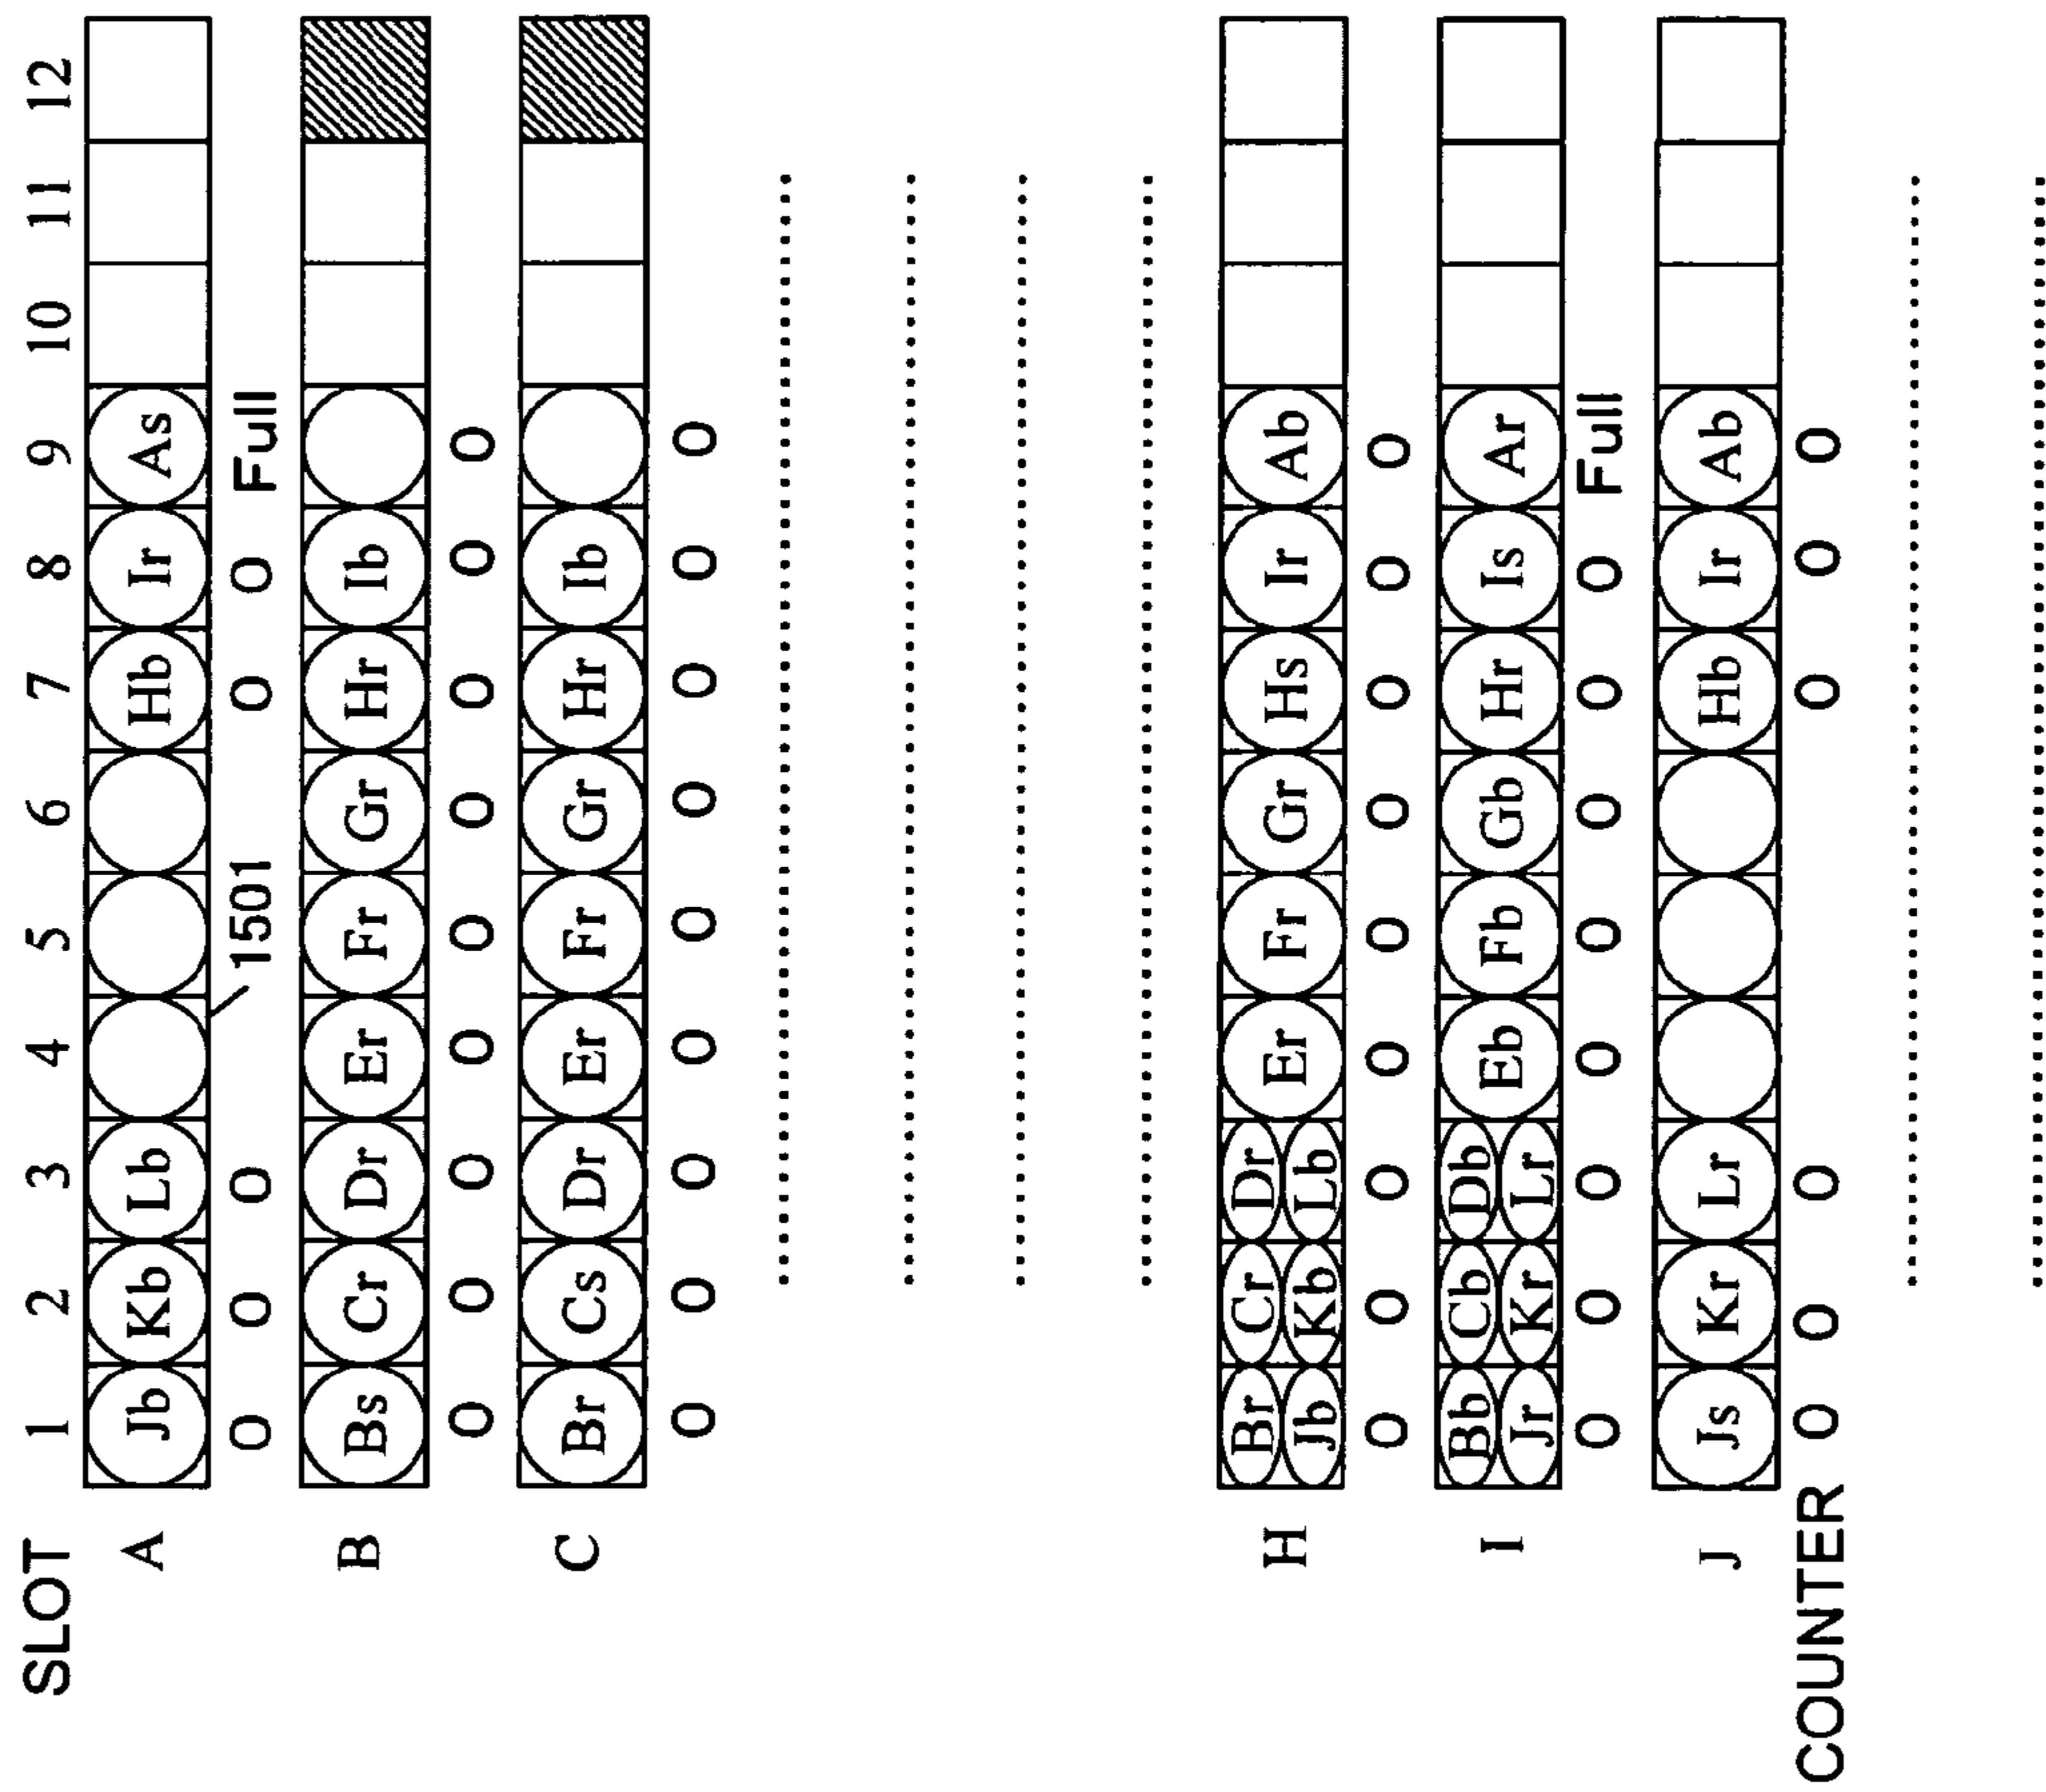 SLOT 1 2 3 4 5 6 7 8 9 10 11 12
A Jb Kb Lb Hb Ir As
0 0 0 1501 0 0 Full
B Bs Cr Dr Er Fr Gr Hr Ib
0 0 0 0 0 0 0 0 0
C Br Cs Dr Er Fr Gr Hr Ib
0 0 0 0 0 0 0 0 0
H Br Jb Cr Kb Dr Lb Er Fr Gr Hs Ir Ab
0 0 0 0 0 0 0 0 0
I Bb Jr Cb Kr Db Lr Eb Fb Gb Hr Is Ar
0 0 0 0 0 0 0 0 Full
J Js Kr Lr Hb Ir Ab
COUNTER 0 0 0 0 0 0